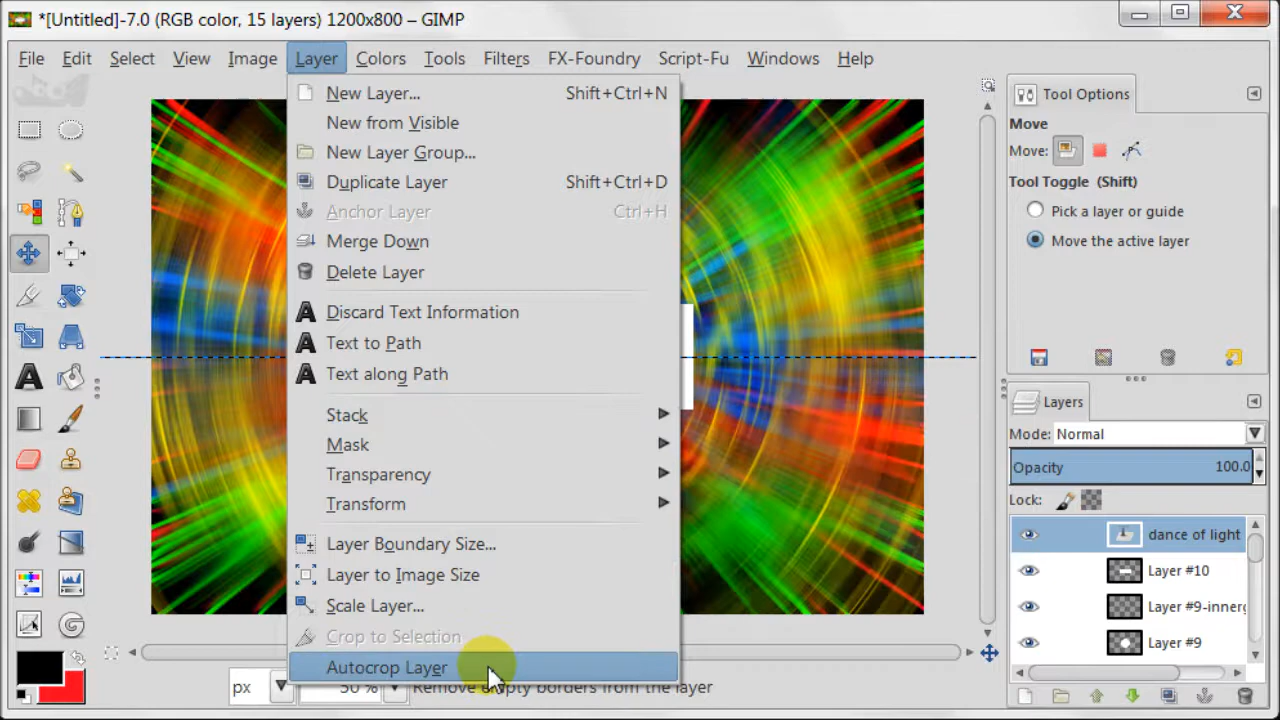 *[Untitled]-7.0 (RGB color, 15 layers) 1200x800 – GIMP
File Edit Select View Image Layer Colors Tools Filters FX-Foundry Script-Fu Windows Help
New Layer... Shift+Ctrl+N
New from Visible
New Layer Group...
Duplicate Layer Shift+Ctrl+D
Anchor Layer Ctrl+H
Merge Down
Delete Layer
Discard Text Information
Text to Path
Text along Path
Stack
Mask
Transparency
Transform
Layer Boundary Size...
Layer to Image Size
Scale Layer...
Crop to Selection
Autocrop Layer
px 50 % Remove empty borders from the layer
Tool Options
Move
Move:
Tool Toggle (Shift)
Pick a layer or guide
Move the active layer
Layers
Mode: Normal
Opacity 100.0
Lock:
dance of light
Layer #10
Layer #9-innerg
Layer #9